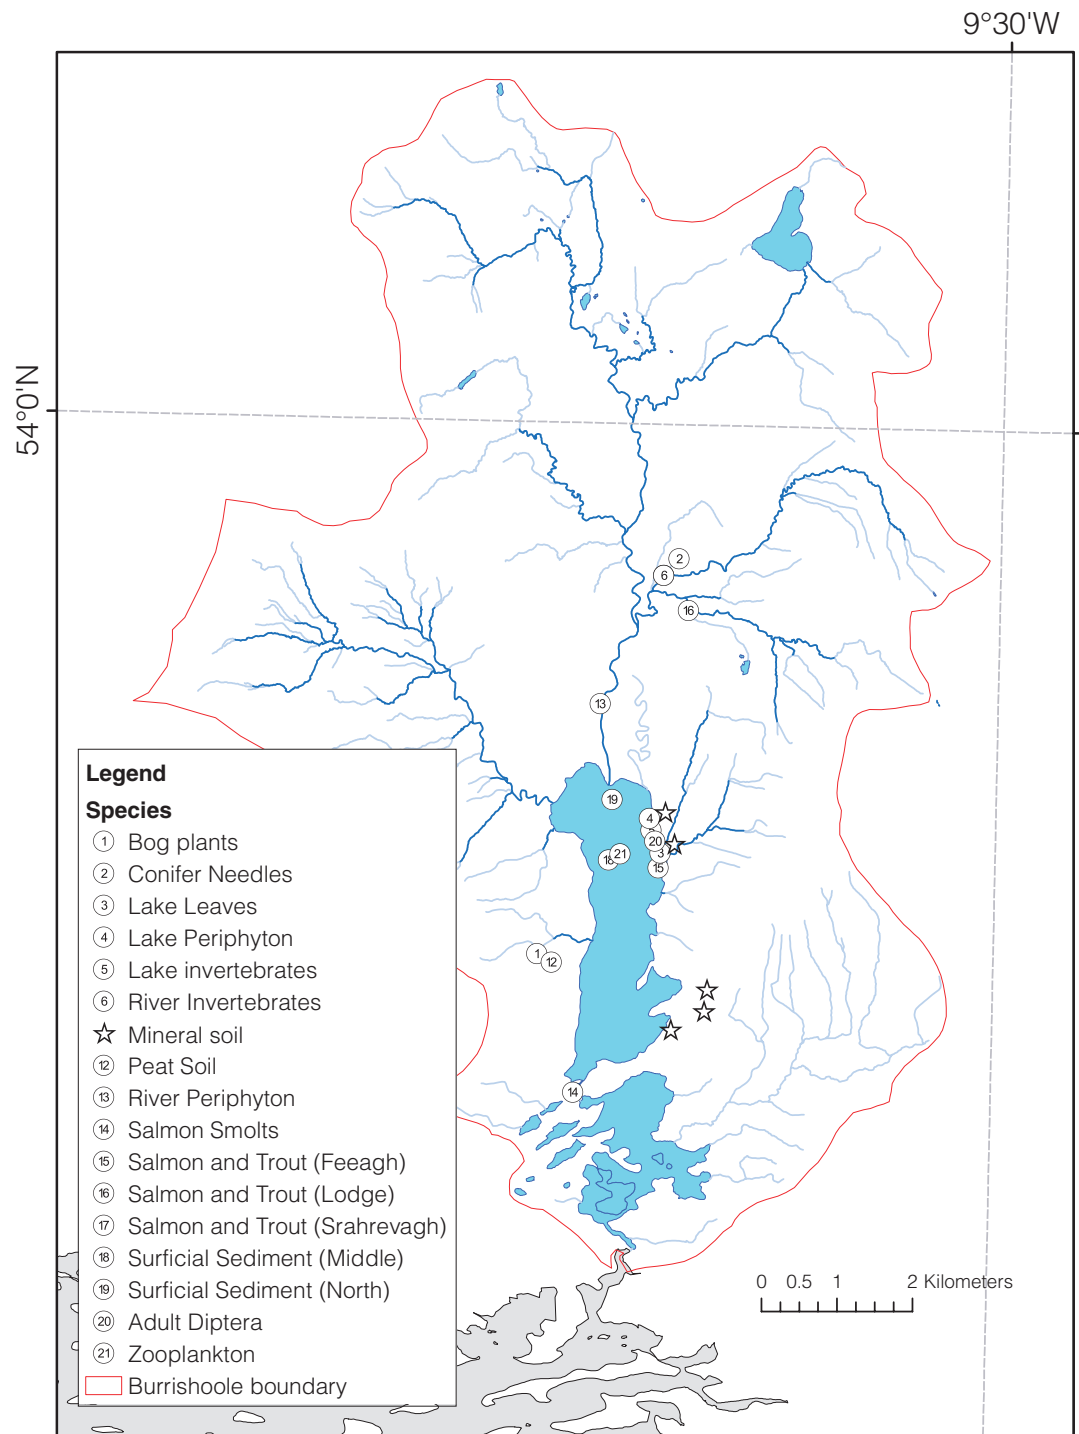 9°30'W
54°0'N
2
6
16
13
19
4
20
3
18
21
15
1
12
14
Legend
Species
1 Bog plants
2 Conifer Needles
3 Lake Leaves
4 Lake Periphyton
5 Lake invertebrates
6 River Invertebrates
Mineral soil
12 Peat Soil
13 River Periphyton
14 Salmon Smolts
15 Salmon and Trout (Feeagh)
16 Salmon and Trout (Lodge)
17 Salmon and Trout (Srahrevagh)
18 Surficial Sediment (Middle)
19 Surficial Sediment (North)
20 Adult Diptera
21 Zooplankton
Burrishoole boundary
0 0.5 1 2 Kilometers